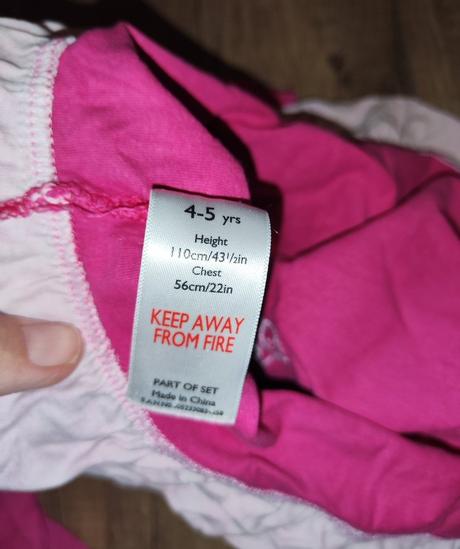 4-5 yrs
Height
110cm/43½in
Chest
56cm/22in
KEEP AWAY
FROM FIRE
PART OF SET
Made in China